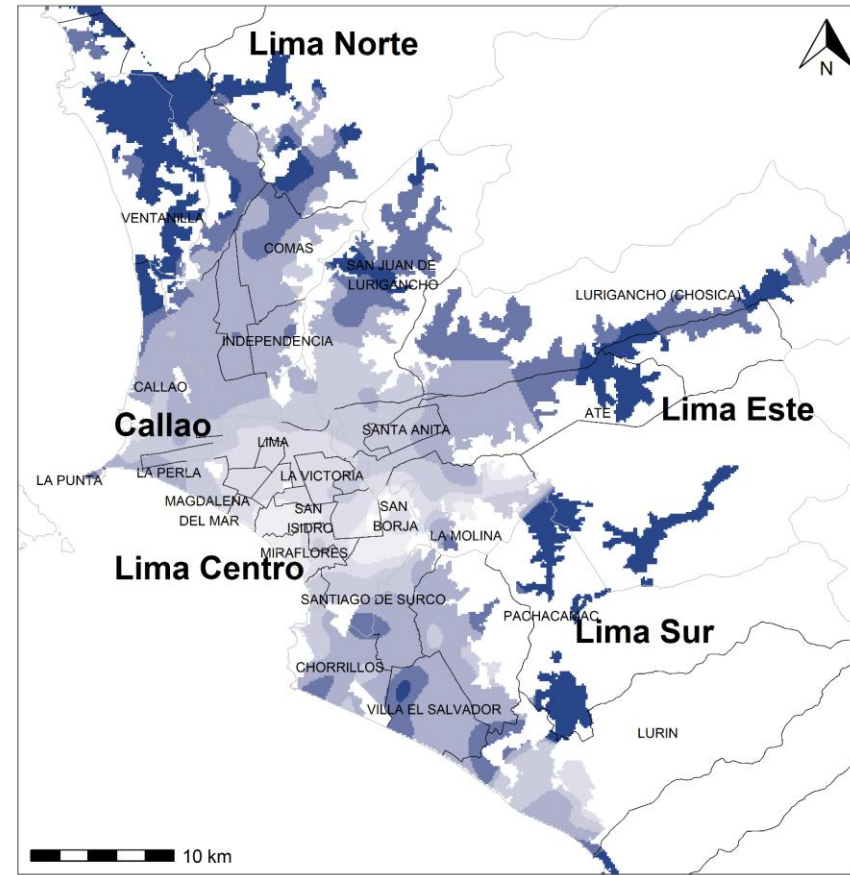 Lima Norte
N
VENTANILLA
COMAS
SAN JUAN DE
LURIGANCHO
LURIGANCHO (CHOSICA)
INDEPENDENCIA
CALLAO
Callao
ATE
Lima Este
SANTA ANITA
LIMA
LA PUNTA
LA PERLA
LA VICTORIA
MAGDALENA
DEL MAR
SAN
ISIDRO
SAN
BORJA
LA MOLINA
MIRAFLORES
Lima Centro
SANTIAGO DE SURCO
PACHACAMAC
Lima Sur
CHORRILLOS
VILLA EL SALVADOR
LURIN
10 km